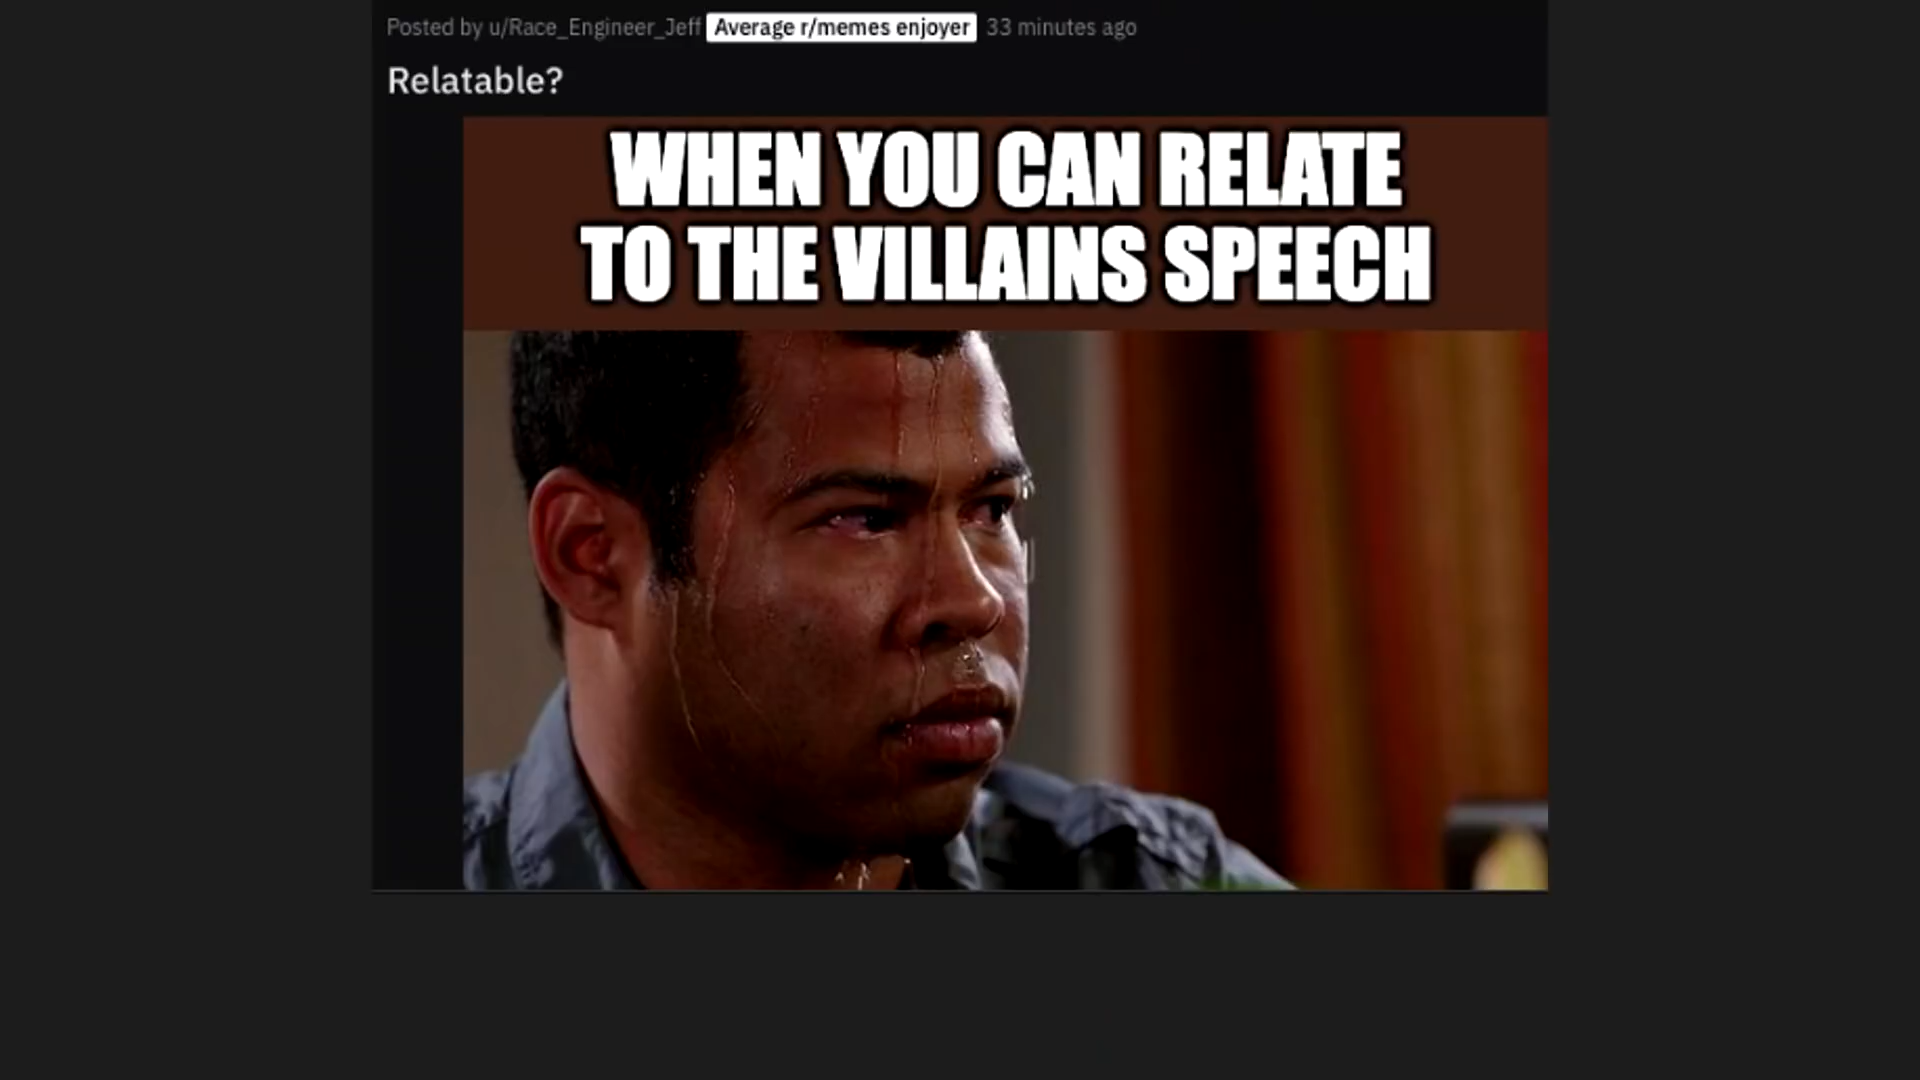 Posted by u/Race_Engineer_Jeff Average r/memes enjoyer 33 minutes ago
Relatable?
WHEN YOU CAN RELATE
TO THE VILLAINS SPEECH